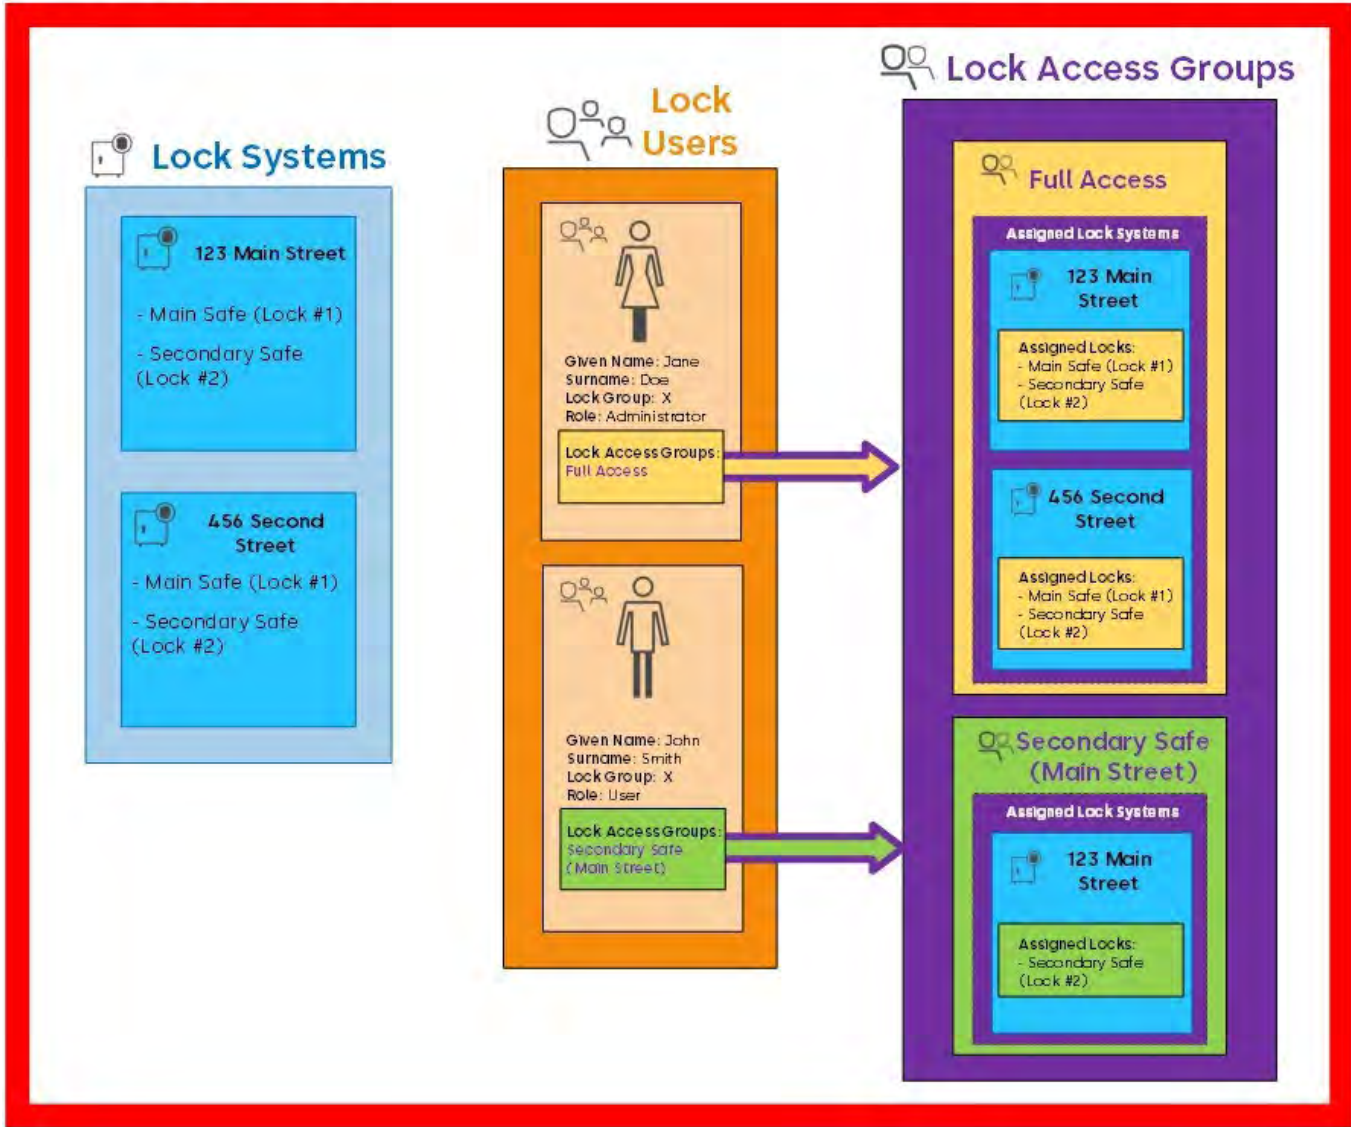 Lock Systems
123 Main Street
- Main Safe (Lock #1)
- Secondary Safe
(Lock #2)
456 Second
Street
- Main Safe (Lock #1)
- Secondary Safe
(Lock #2)
Lock
Users
Given Name: Jane
Surname: Doe
Lock Group: X
Role: Administrator
Lock Access Groups:
Full Access
Given Name: John
Surname: Smith
Lock Group: X
Role: User
Lock Access Groups:
Secondary Safe
(Main Street)
Lock Access Groups
Full Access
Assigned Lock Systems
123 Main
Street
Assigned Locks:
- Main Safe (Lock #1)
- Secondary Safe
(Lock #2)
456 Second
Street
Assigned Locks:
- Main Safe (Lock #1)
- Secondary Safe
(Lock #2)
Secondary Safe
(Main Street)
Assigned Lock Systems
123 Main
Street
Assigned Locks:
- Secondary Safe
(Lock #2)